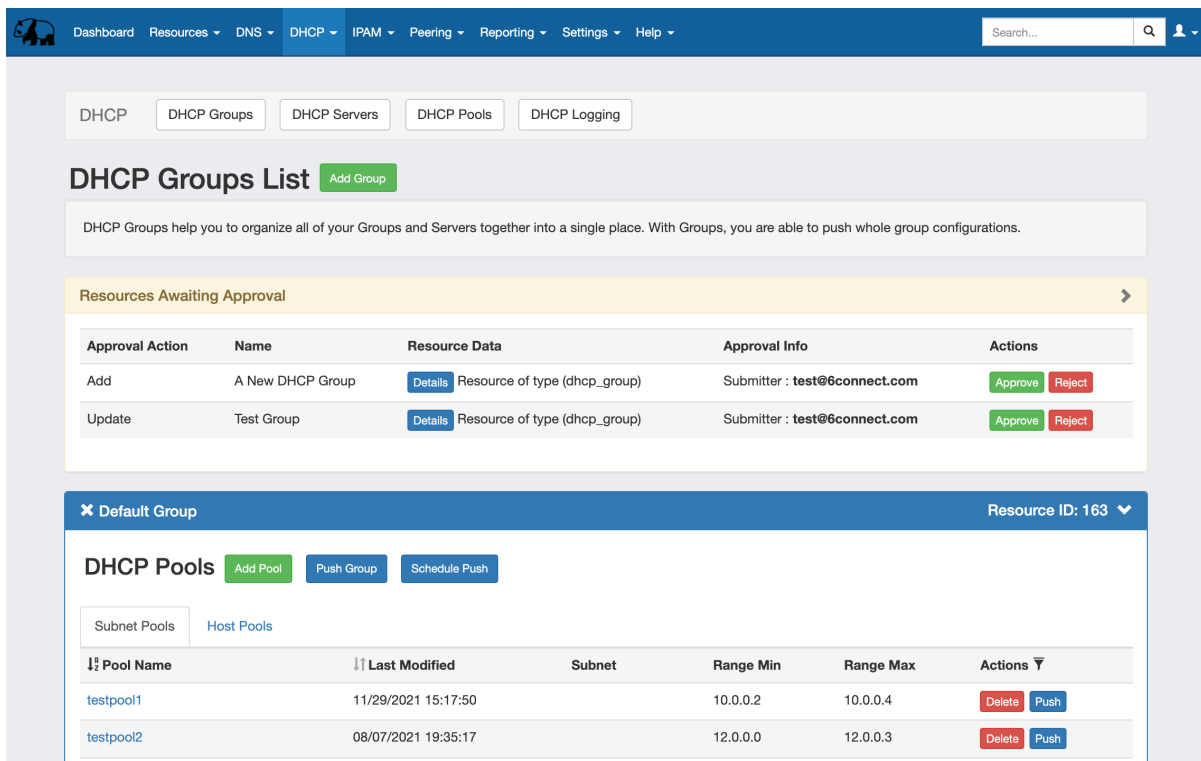 Dashboard Resources DNS DHCP IPAM Peering Reporting Settings Help Search...
DHCP DHCP Groups DHCP Servers DHCP Pools DHCP Logging
DHCP Groups List Add Group
DHCP Groups help you to organize all of your Groups and Servers together into a single place. With Groups, you are able to push whole group configurations.
Resources Awaiting Approval
Approval Action Name Resource Data Approval Info Actions
Add A New DHCP Group Details Resource of type (dhcp_group) Submitter : test@6connect.com Approve Reject
Update Test Group Details Resource of type (dhcp_group) Submitter : test@6connect.com Approve Reject
Default Group Resource ID: 163
DHCP Pools Add Pool Push Group Schedule Push
Subnet Pools Host Pools
Pool Name Last Modified Subnet Range Min Range Max Actions
testpool1 11/29/2021 15:17:50 10.0.0.2 10.0.0.4 Delete Push
testpool2 08/07/2021 19:35:17 12.0.0.0 12.0.0.3 Delete Push